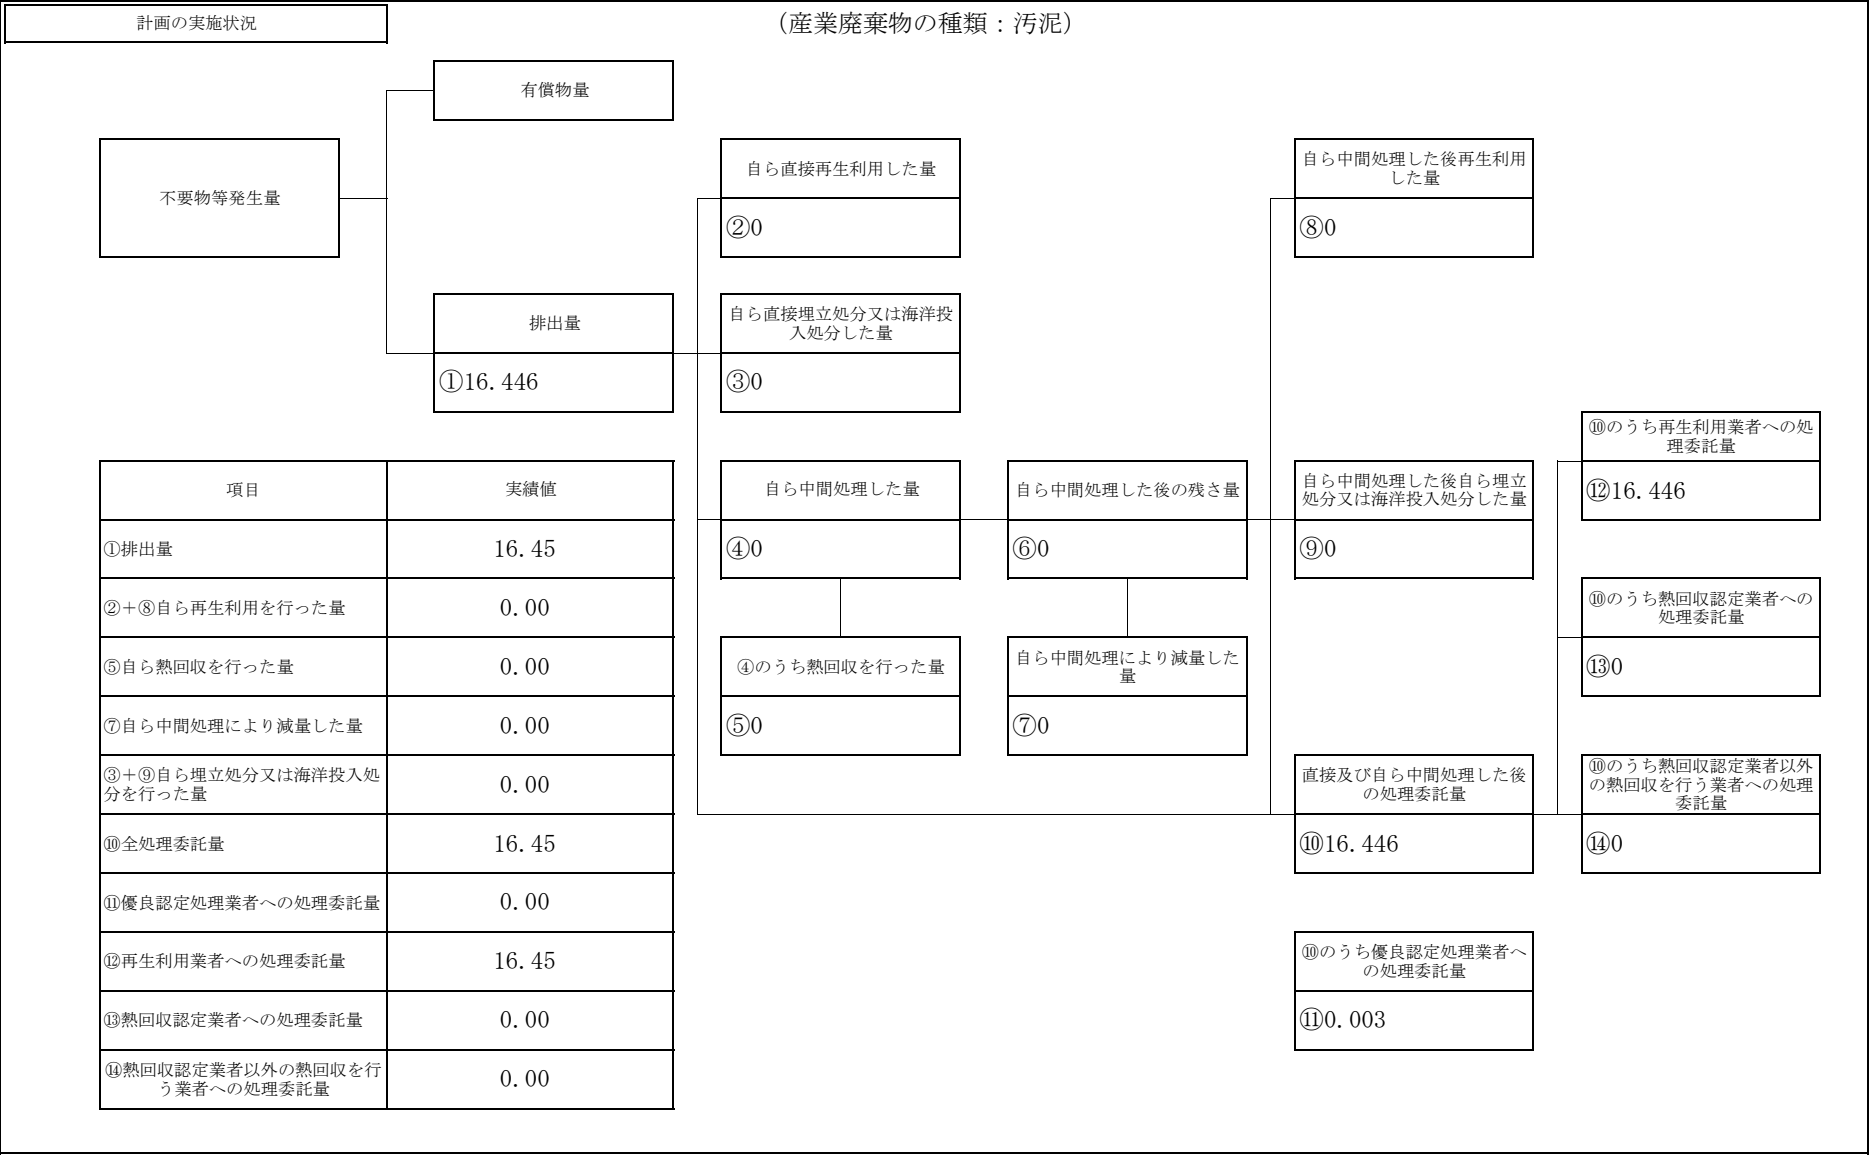 計画の実施状況
（産業廃棄物の種類：汚泥）
有償物量
不要物等発生量
自ら直接再生利用した量
②0
自ら中間処理した後再生利用
した量
⑧0
排出量
①16.446
自ら直接埋立処分又は海洋投
入処分した量
③0
⑩のうち再生利用業者への処
理委託量
⑫16.446
自ら中間処理した量
④0
自ら中間処理した後の残さ量
⑥0
自ら中間処理した後自ら埋立
処分又は海洋投入処分した量
⑨0
⑩のうち熱回収認定業者への
処理委託量
⑬0
④のうち熱回収を行った量
⑤0
自ら中間処理により減量した
量
⑦0
直接及び自ら中間処理した後
の処理委託量
⑩16.446
⑩のうち熱回収認定業者以外
の熱回収を行う業者への処理
委託量
⑭0
⑩のうち優良認定処理業者へ
の処理委託量
⑪0.003
項目 実績値
①排出量 16.45
②＋⑧自ら再生利用を行った量 0.00
⑤自ら熱回収を行った量 0.00
⑦自ら中間処理により減量した量 0.00
③＋⑨自ら埋立処分又は海洋投入処
分を行った量 0.00
⑩全処理委託量 16.45
⑪優良認定処理業者への処理委託量 0.00
⑫再生利用業者への処理委託量 16.45
⑬熱回収認定業者への処理委託量 0.00
⑭熱回収認定業者以外の熱回収を行
う業者への処理委託量 0.00